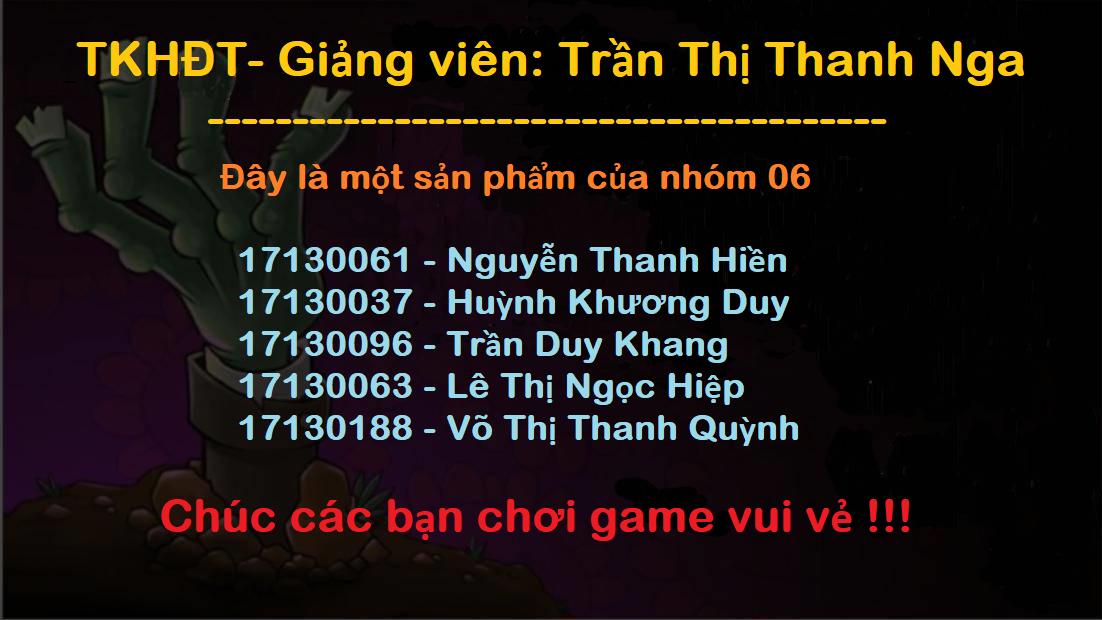 TKHĐT- Giảng viên: Trần Thị Thanh Nga
----------------------------------------
Đây là một sản phẩm của nhóm 06
17130061 - Nguyễn Thanh Hiền
17130037 - Huỳnh Khương Duy
17130096 - Trần Duy Khang
17130063 - Lê Thị Ngọc Hiệp
17130188 - Võ Thị Thanh Quỳnh
Chúc các bạn chơi game vui vẻ !!!